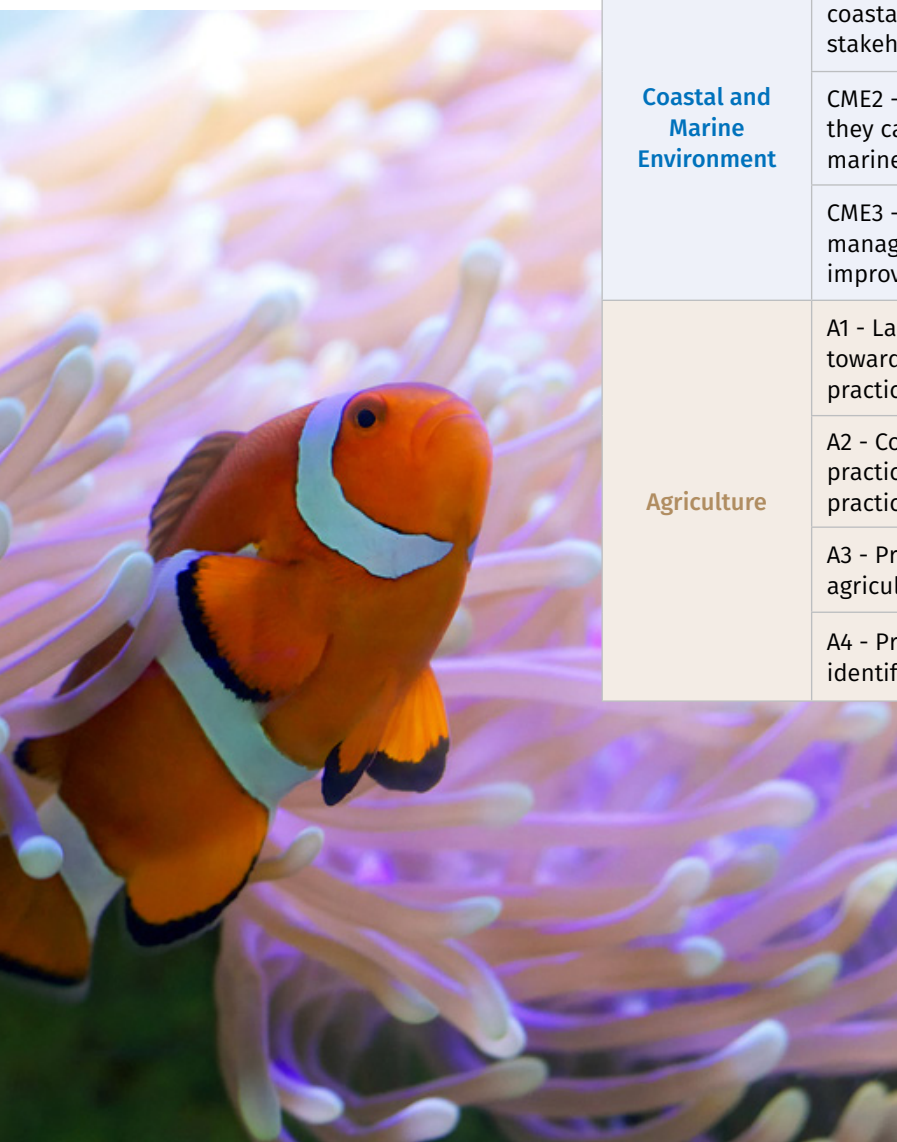 coasta
stakeh
Coastal and
Marine
Environment
CME2 -
they ca
marine
CME3 -
manag
improv
Agriculture
A1 - La
toward
practic
A2 - Co
practic
practic
A3 - Pr
agricul
A4 - Pr
identif